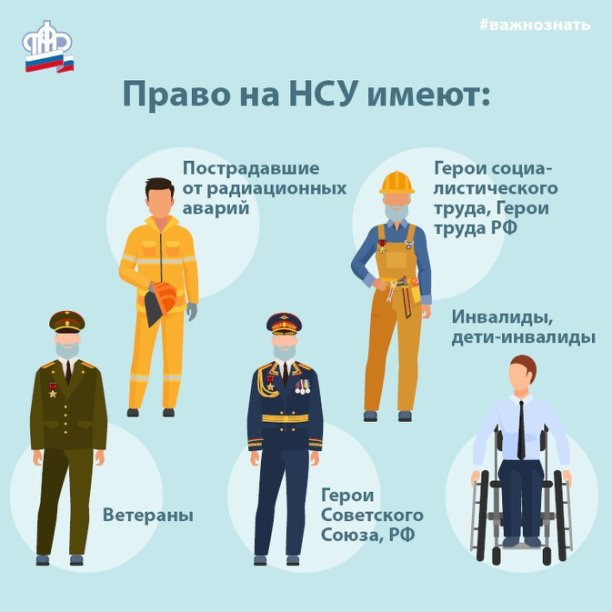 #важнознать
Право на НСУ имеют:
Пострадавшие
от радиационных
аварий
Герои социа-
листического
труда, Герои
труда РФ
Инвалиды,
дети-инвалиды
Ветераны
Герои
Советского
Союза, РФ